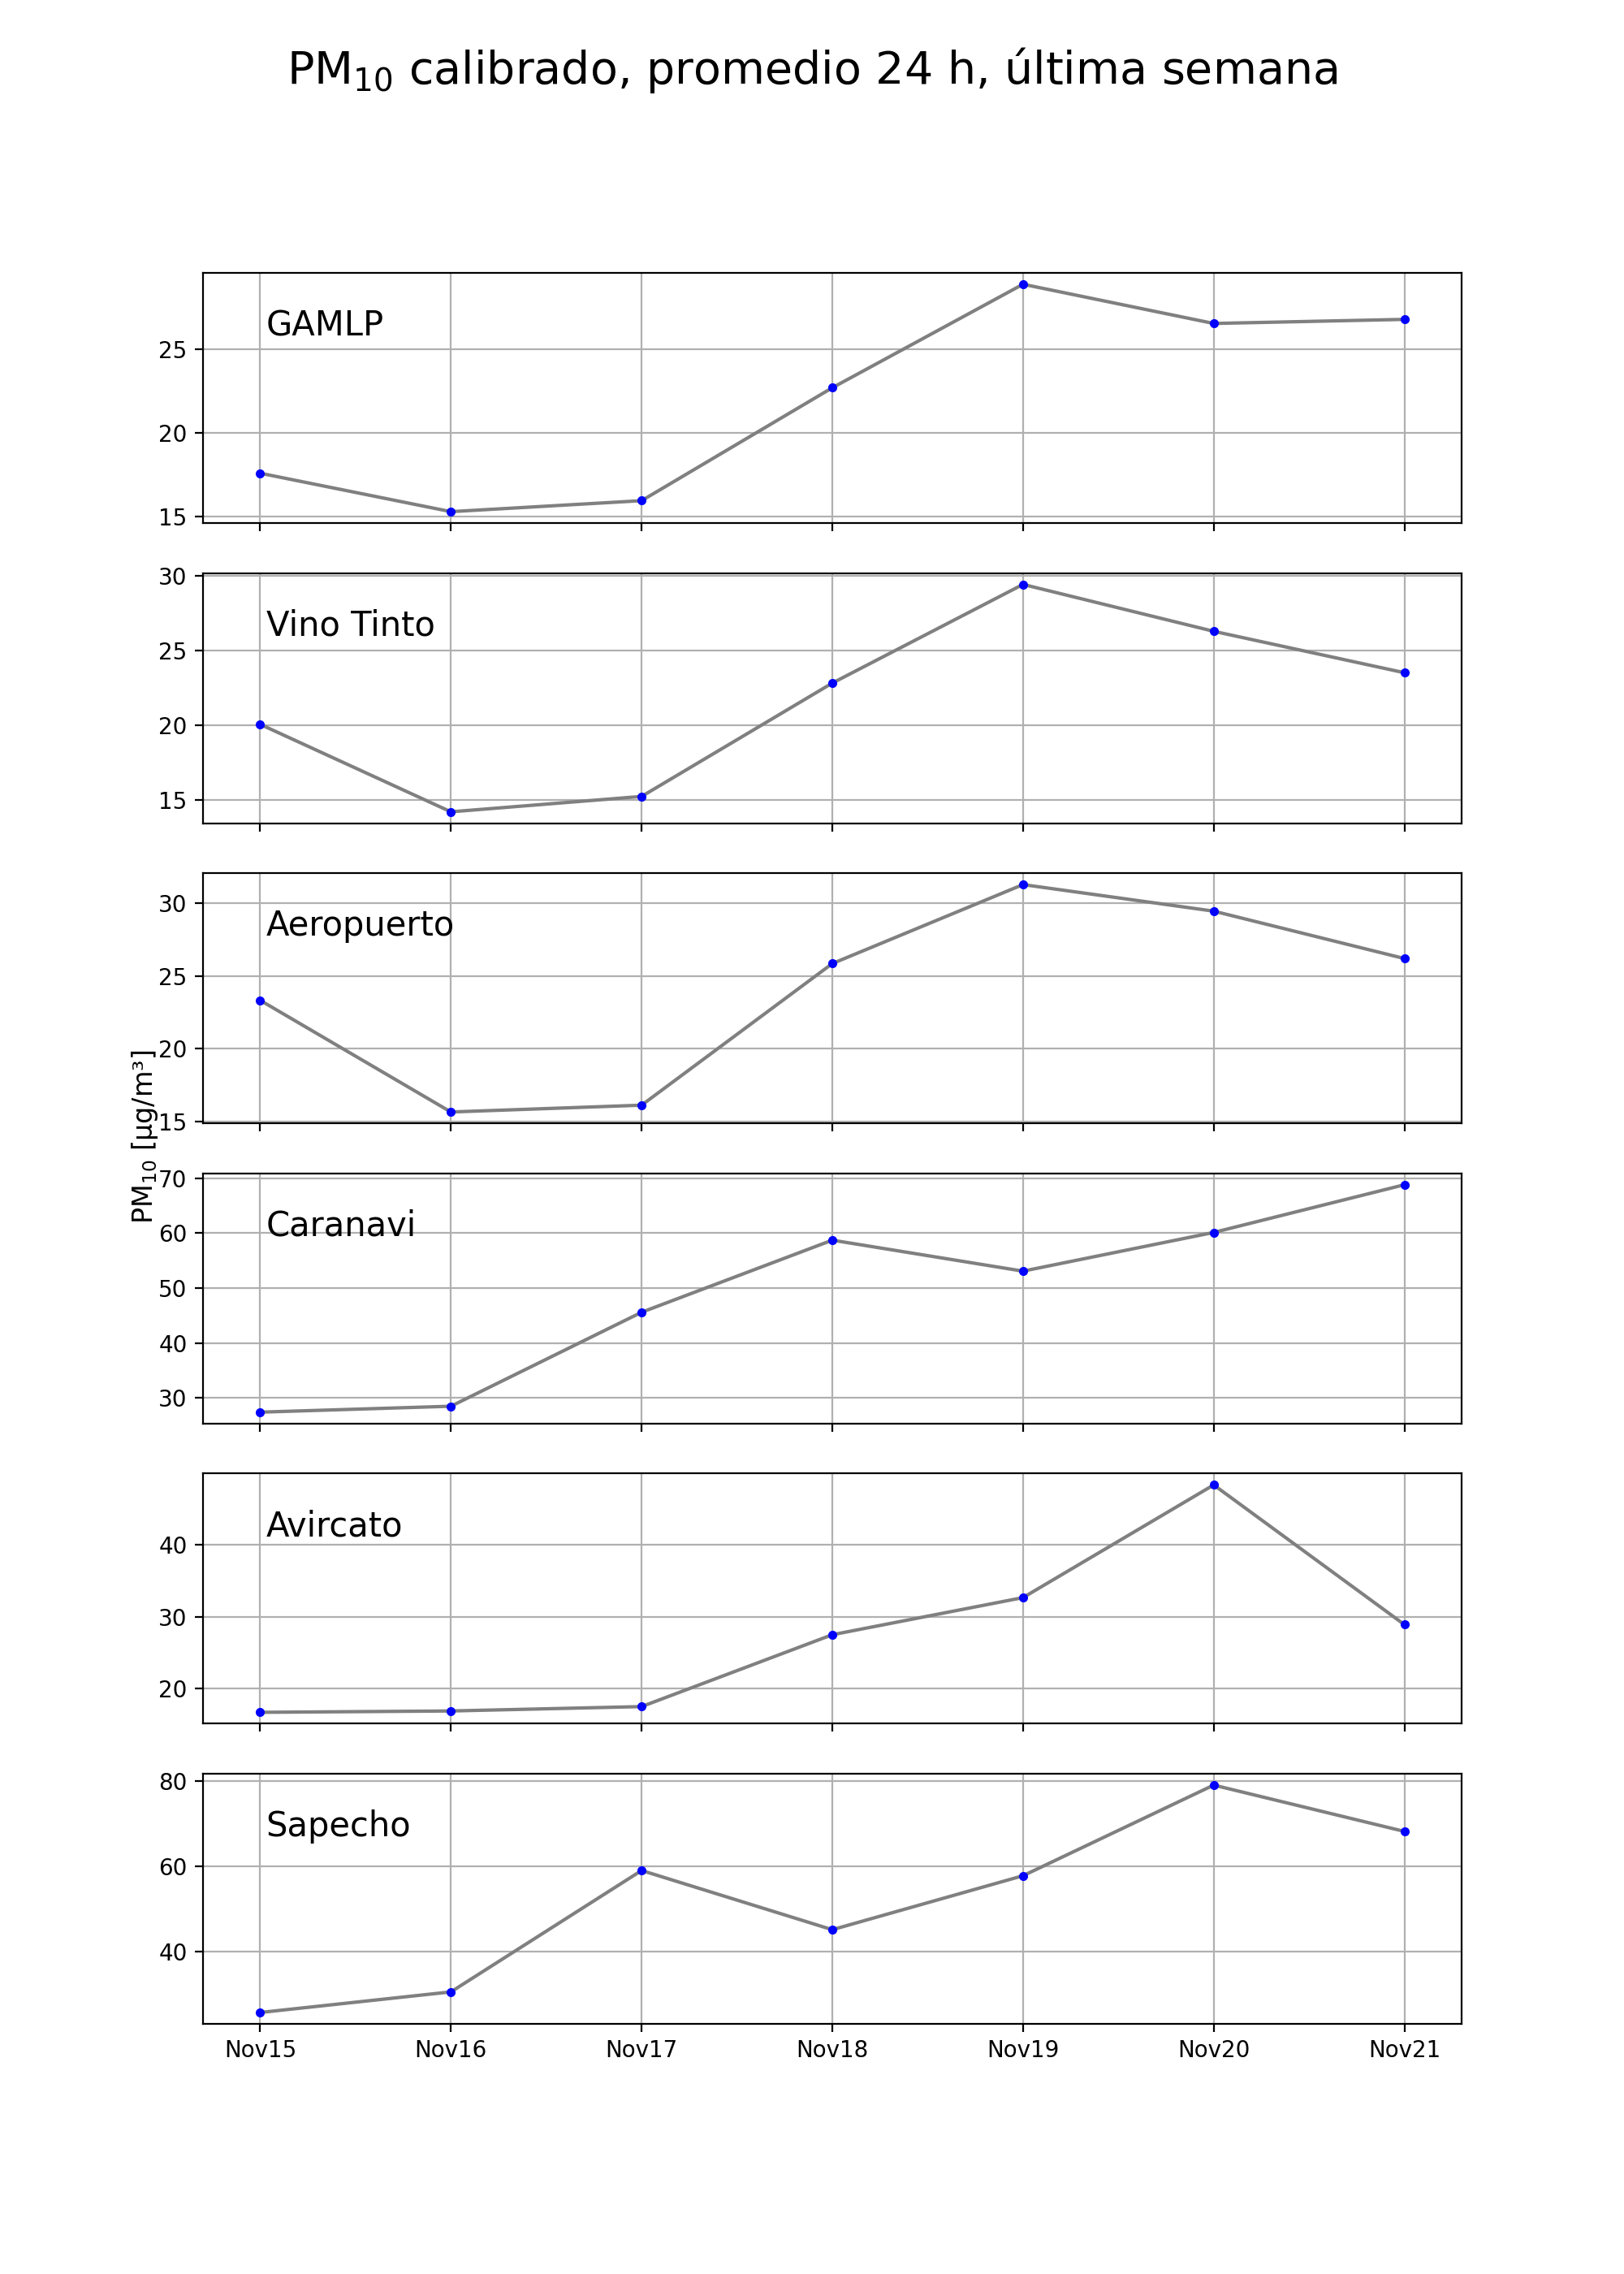 PM₁₀ calibrado, promedio 24 h, última semana
PM₁₀ [µg/m³]
GAMLP
25
20
15
Vino Tinto
30
25
20
15
Aeropuerto
30
25
20
15
Caranavi
70
60
50
40
30
Avircato
40
30
20
Sapecho
80
60
40
Nov15 Nov16 Nov17 Nov18 Nov19 Nov20 Nov21